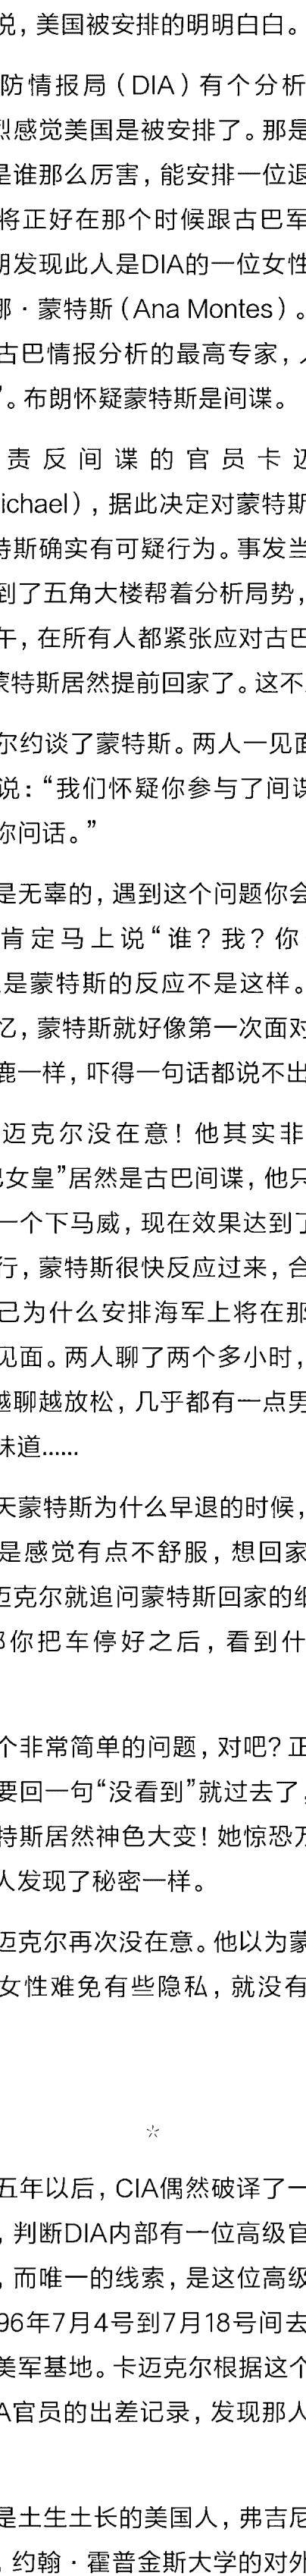 说，美国被安排的明明白白。
防情报局（DIA）有个分析
烈感觉美国是被安排了。那是
是谁那么厉害，能安排一位退
将正好在那个时候跟古巴军
朗发现此人是DIA的一位女性
那·蒙特斯（Ana Montes）。
古巴情报分析的最高专家，
”。布朗怀疑蒙特斯是间谍。
责反间谍的官员卡迈
ichael），据此决定对蒙特斯
特斯确实有可疑行为。事发当
到了五角大楼帮着分析局势，
午，在所有人都紧张应对古巴
蒙特斯居然提前回家了。这不
尔约谈了蒙特斯。两人一见面
说：“我们怀疑你参与了间谍
你问话。”
是无辜的，遇到这个问题你会
肯定马上说“谁？我？你
是蒙特斯的反应不是这样。
忆，蒙特斯就好像第一次面对
鹿一样，吓得一句话都说不出
迈克尔没在意！他其实非
巴女皇”居然是古巴间谍，他只
一个下马威，现在效果达到了
行，蒙特斯很快反应过来，合
己为什么安排海军上将在那
见面。两人聊了两个多小时，
越聊越放松，几乎都有一点男
味道……
天蒙特斯为什么早退的时候，
是感觉有点不舒服，想回家
迈克尔就追问蒙特斯回家的细
那你把车停好之后，看到什
个非常简单的问题，对吧？正
要回一句“没看到”就过去了，
特斯居然神色大变！她惊恐万
人发现了秘密一样。
迈克尔再次没在意。他以为蒙
女性难免有些隐私，就没有
五年以后，CIA偶然破译了一
，判断DIA内部有一位高级官
，而唯一的线索，是这位高级
96年7月4号到7月18号间去
美军基地。卡迈克尔根据这个
A官员的出差记录，发现那人
是土生土长的美国人，弗吉尼
，约翰·霍普金斯大学的对外